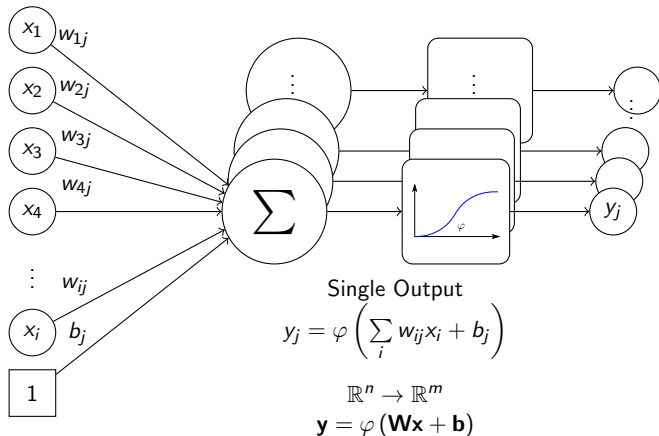 x₁ w₁ⱼ
x₂ w₂ⱼ
x₃ w₃ⱼ
x₄ w₄ⱼ
⋮
xᵢ wᵢⱼ
1 bⱼ
⋮
∑
⋮
φ
⋮
yⱼ
Single Output
yⱼ = φ (∑ᵢ wᵢⱼxᵢ + bⱼ)
ℝⁿ → ℝᵐ
𝐲 = φ (𝐖𝐱 + 𝐛)